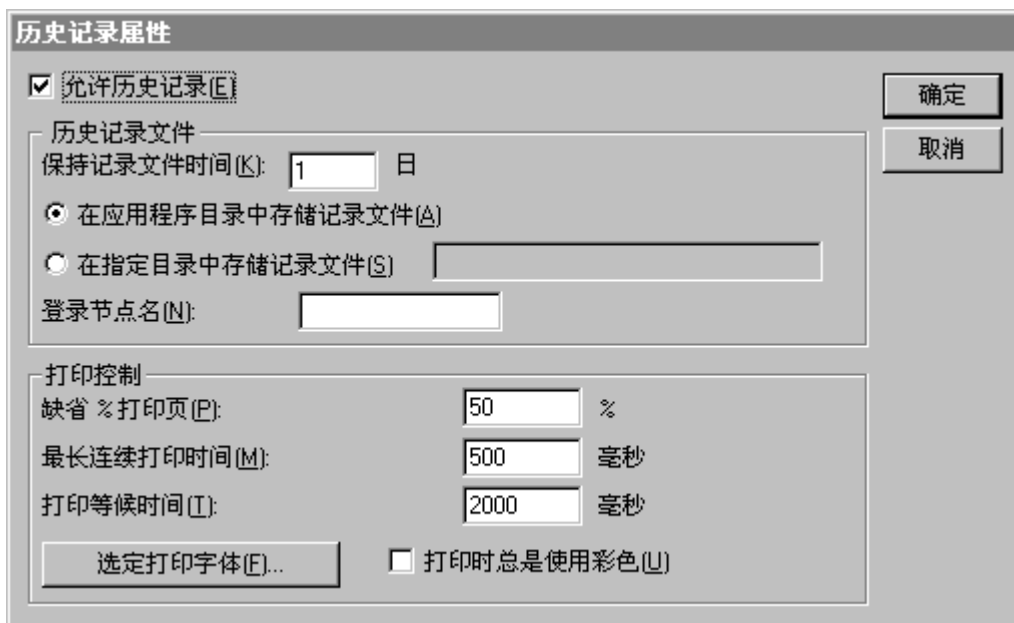 历史记录属性
允许历史记录(E)
确定
取消
历史记录文件
保持记录文件时间(K): 1 日
在应用程序目录中存储记录文件(A)
在指定目录中存储记录文件(S)
登录节点名(N):
打印控制
缺省 %打印页(P): 50 %
最长连续打印时间(M): 500 毫秒
打印等候时间(T): 2000 毫秒
选定打印字体(F)... 打印时总是使用彩色(U)